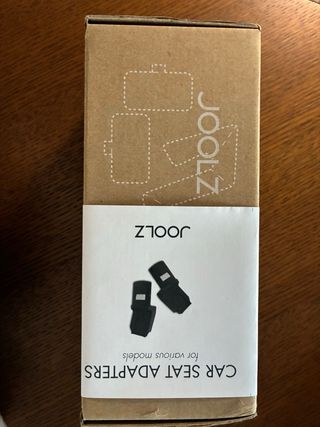 JOOLZ
JOOLZ
CAR SEAT ADAPTERS
for various models